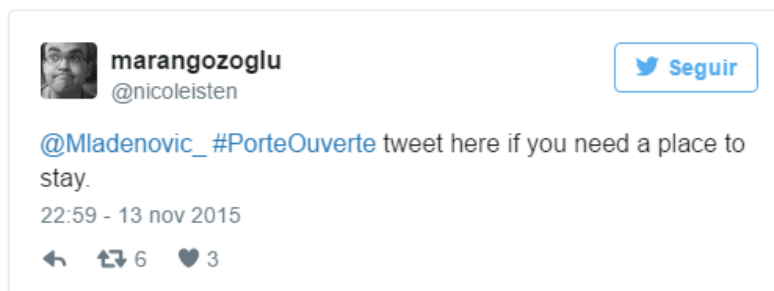 marangozoglu
Seguir
@nicoleisten
@Mladenovic_ #PorteOuverte tweet here if you need a place to
stay.
22:59 - 13 nov 2015
6 3